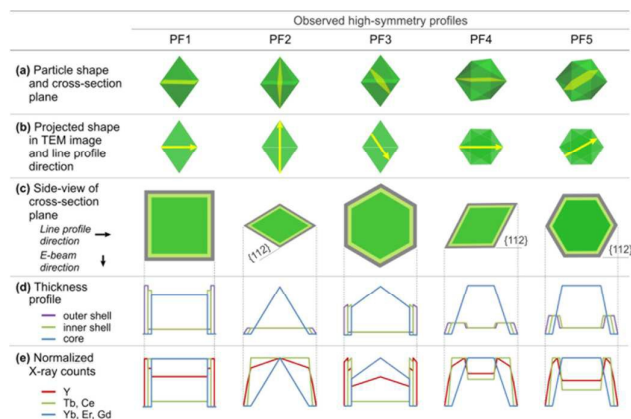 Observed high-symmetry profiles
PF1 PF2 PF3 PF4 PF5
(a) Particle shape
and cross-section
plane
(b) Projected shape
in TEM image
and line profile
direction
(c) Side-view of
cross-section
plane
Line profile
direction
E-beam
direction
{112}
{112}
{112}
(d) Thickness
profile
outer shell
inner shell
core
(e) Normalized
X-ray counts
Y
Tb, Ce
Yb, Er, Gd